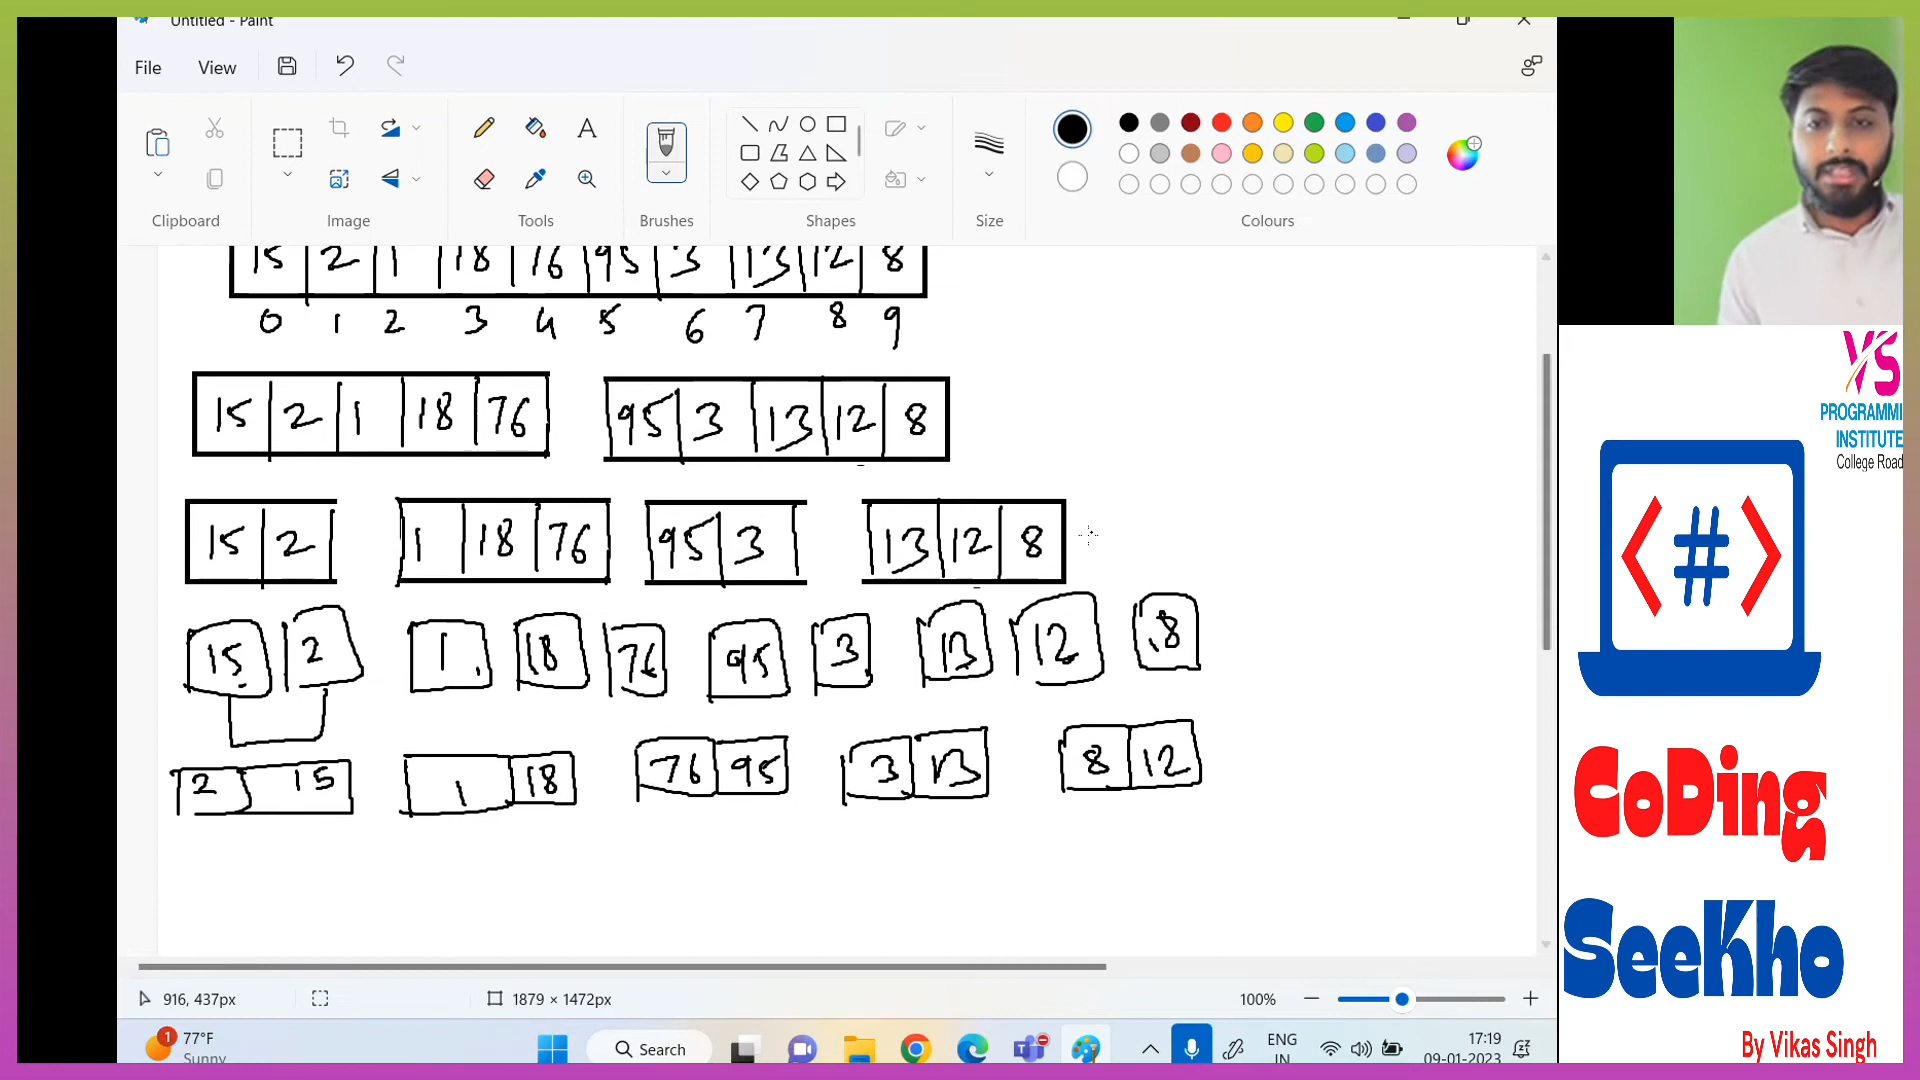 Untitled - Paint
File View
Clipboard Image Tools Brushes Shapes Size Colours
15 2 1 18 76 95 3 13 12 8
0 1 2 3 4 5 6 7 8 9
15 2 1 18 76 95 3 13 12 8
15 2 1 18 76 95 3 13 12 8
15 2 1 18 76 95 3 13 12 8
2 15 1 18 76 95 3 13 8 12
916, 437px 1879 × 1472px 100%
1 77°F
Sunny
Search
ENG
IN
17:19
09-01-2023
VS
PROGRAMMI
INSTITUTE
College Road
<#>
CoDing
SeeKho
By Vikas Singh